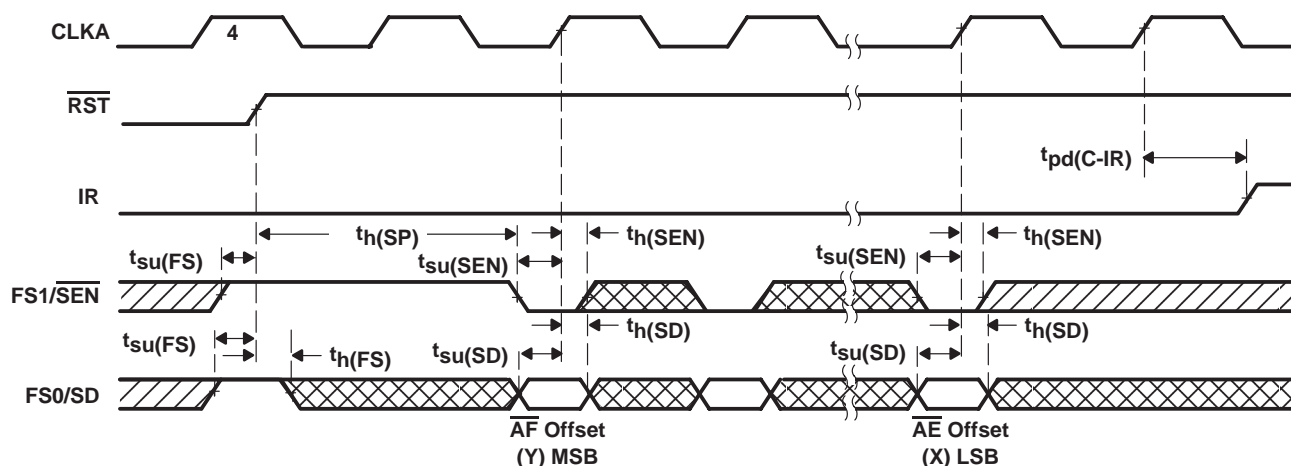 CLKA
4
RST
tpd(C-IR)
IR
th(SP)
th(SEN)
th(SEN)
tsu(FS)
tsu(SEN)
tsu(SEN)
FS1/SEN
th(SD)
th(SD)
tsu(FS)
th(FS)
tsu(SD)
tsu(SD)
FS0/SD
AF Offset
(Y) MSB
AE Offset
(X) LSB